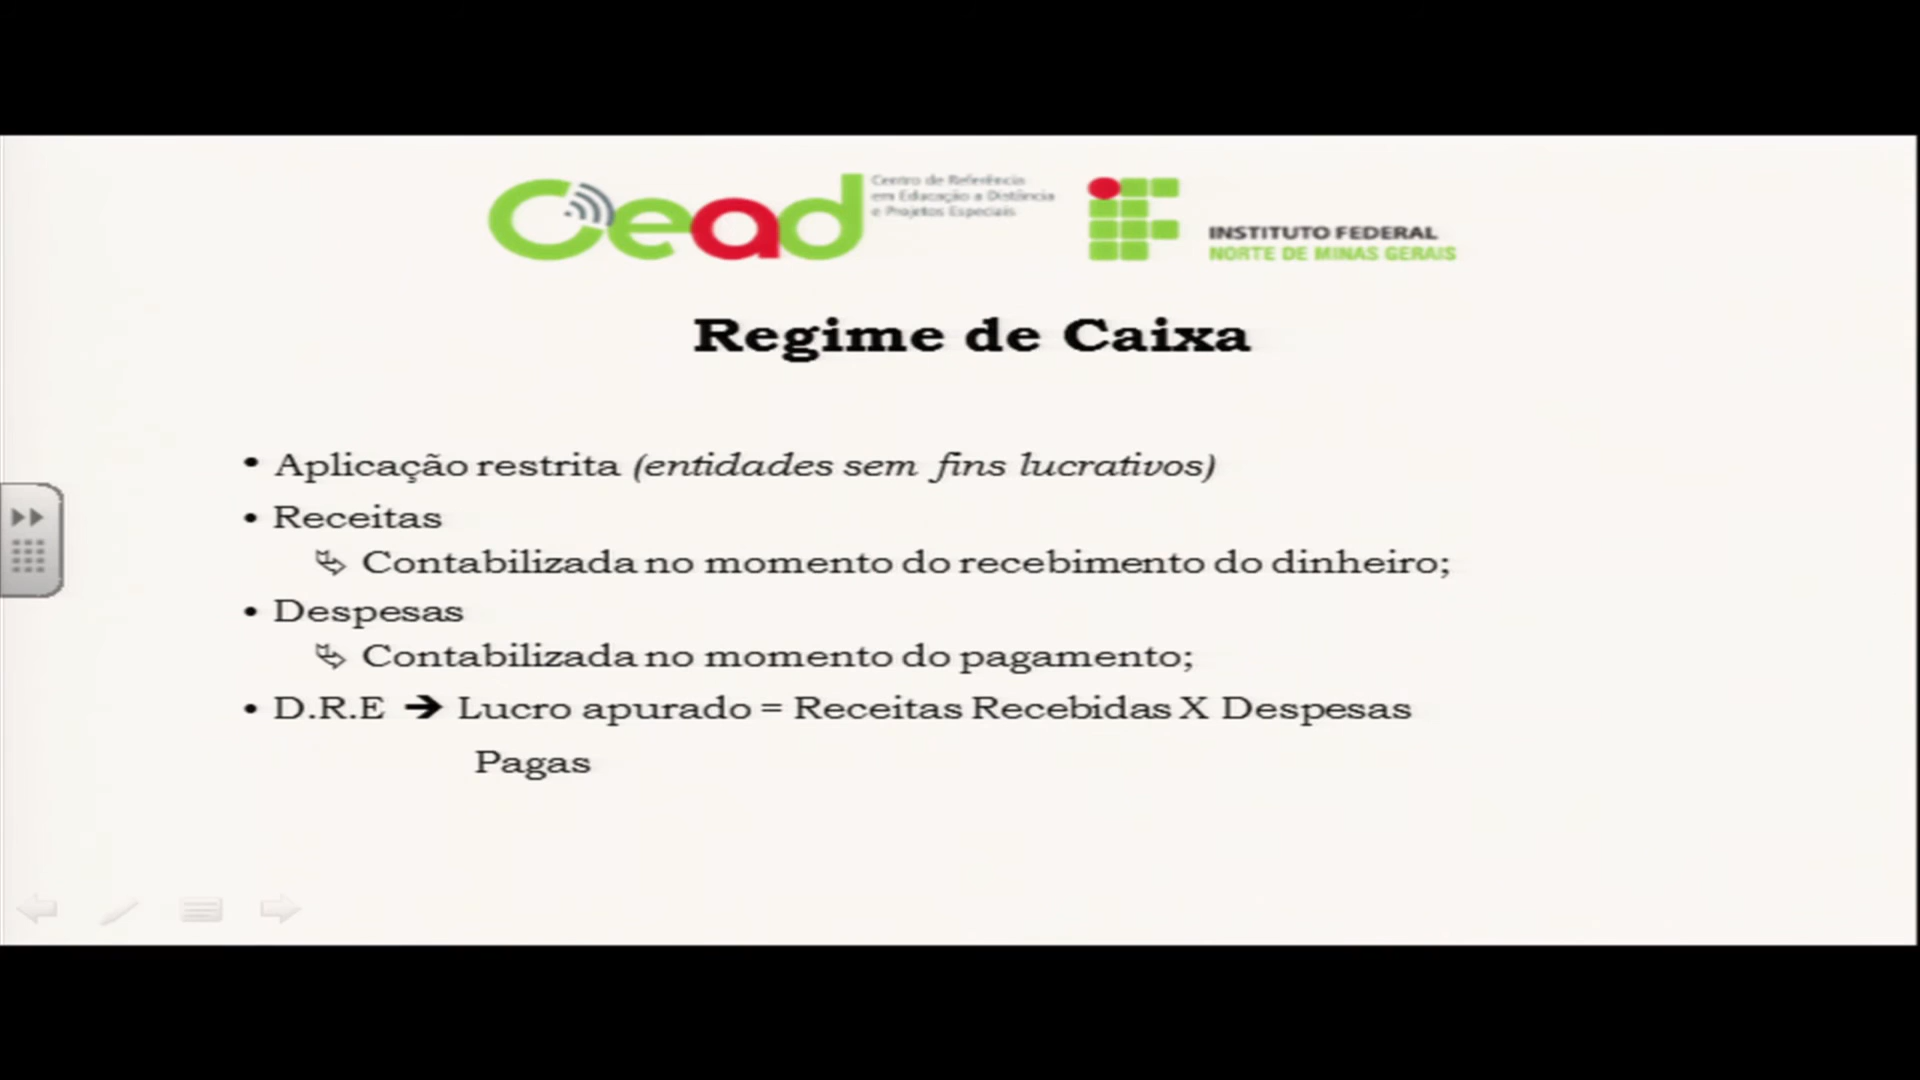 Cead
Centro de Referência
em Educação a Distância
e Projetos Especiais
INSTITUTO FEDERAL
NORTE DE MINAS GERAIS
Regime de Caixa
• Aplicação restrita (entidades sem fins lucrativos)
• Receitas
Contabilizada no momento do recebimento do dinheiro;
• Despesas
Contabilizada no momento do pagamento;
• D.R.E ➔ Lucro apurado = Receitas Recebidas X Despesas
Pagas